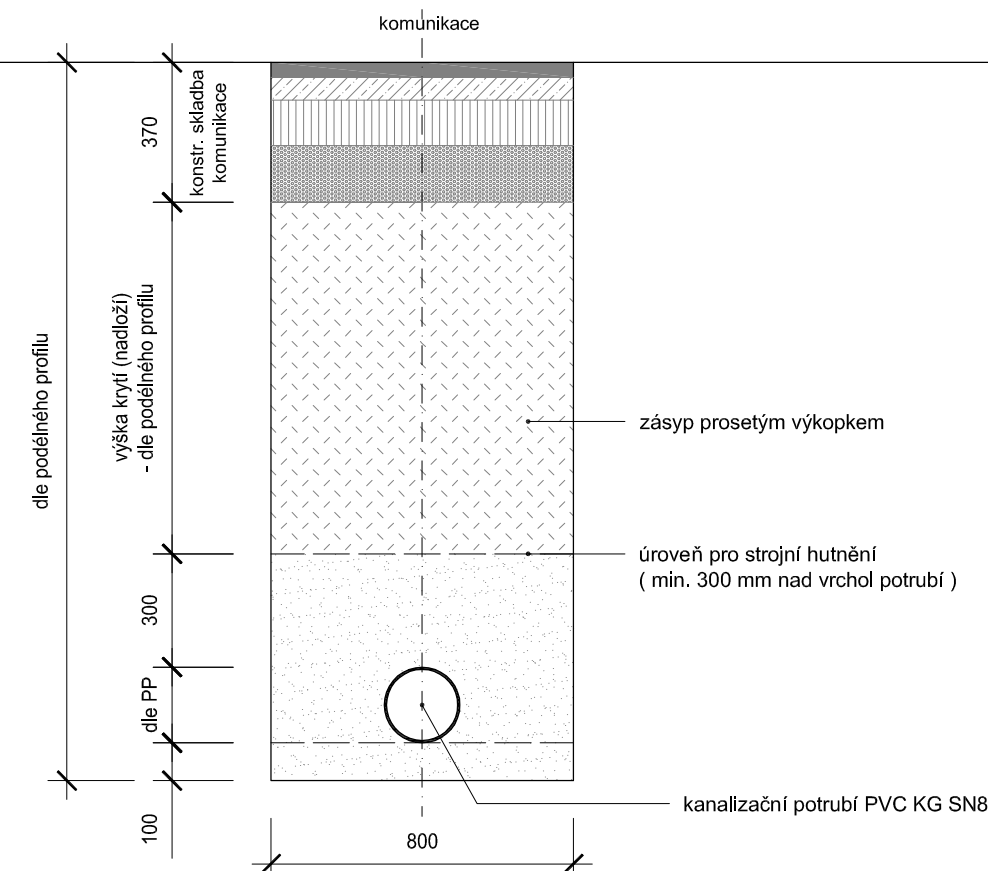 komunikace
370
konstr. skladba
komunikace
dle podélného profilu
výška krytí (nadloží)
- dle podélného profilu
zásyp prosetým výkopkem
úroveň pro strojní hutnění
( min. 300 mm nad vrchol potrubí )
300
dle PP
100
kanalizační potrubí PVC KG SN8
800